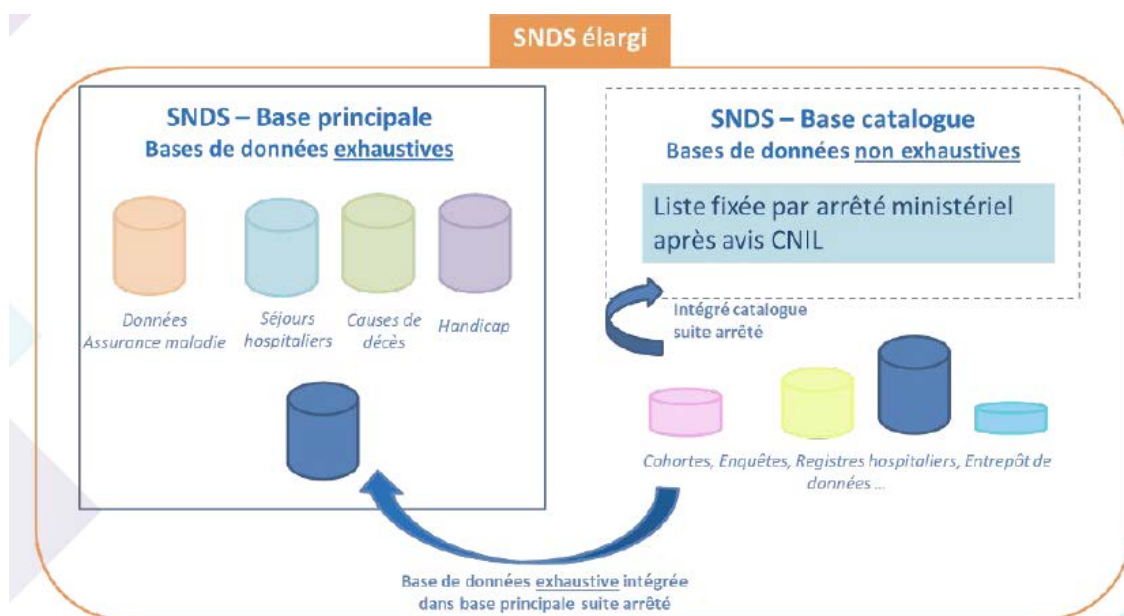 SNDS élargi
SNDS – Base principale
Bases de données exhaustives
Données
Assurance maladie
Séjours
hospitaliers
Causes de
décès
Handicap
SNDS – Base catalogue
Bases de données non exhaustives
Liste fixée par arrêté ministériel
après avis CNIL
Intégré catalogue
suite arrêté
Cohortes, Enquêtes, Registres hospitaliers, Entrepôt de
données ...
Base de données exhaustive intégrée
dans base principale suite arrêté